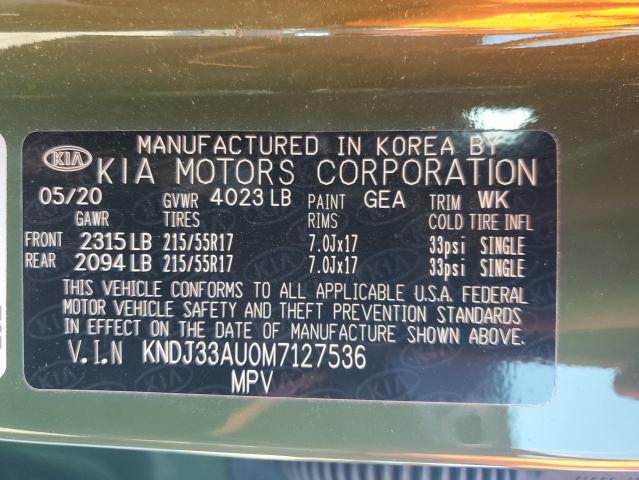 MANUFACTURED IN KOREA BY
KIA KIA MOTORS CORPORATION
05/20 GVWR 4023 LB PAINT GEA TRIM WK
GAWR TIRES RIMS COLD TIRE INFL
FRONT 2315 LB 215/55R17 7.0Jx17 33psi SINGLE
REAR 2094 LB 215/55R17 7.0Jx17 33psi SINGLE
THIS VEHICLE CONFORMS TO ALL APPLICABLE U.S.A. FEDERAL
MOTOR VEHICLE SAFETY AND THEFT PREVENTION STANDARDS
IN EFFECT ON THE DATE OF MANUFACTURE SHOWN ABOVE.
V.I.N KNDJ33AU0M7127536
MPV